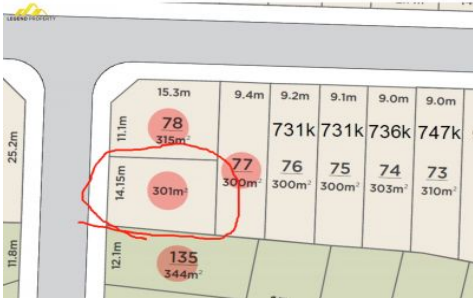 LEGEND PROPERTY
15.3m
9.4m
9.2m
9.1m
9.0m
9.0m
11.1m
78
315m²
731k
731k
736k
747k
25.2m
14.15m
301m²
77
300m²
76
300m²
75
300m²
74
303m²
73
310m²
11.8m
12.1m
135
344m²